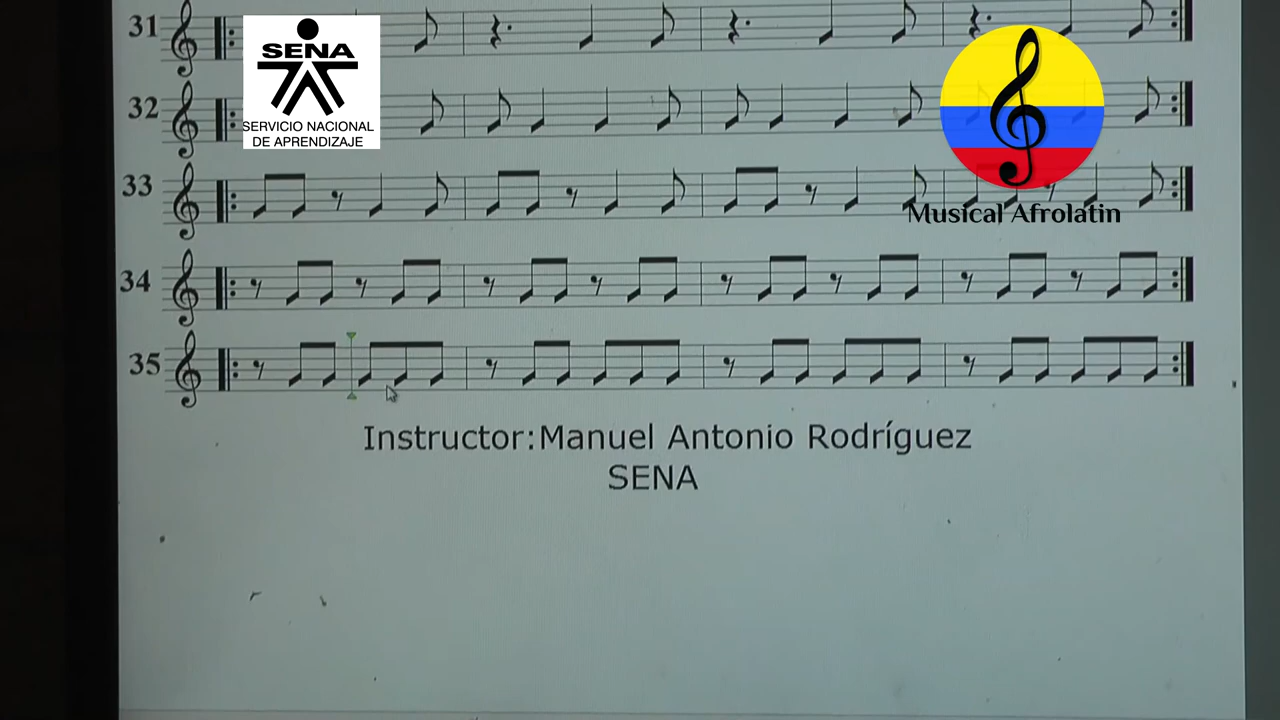 31
SENA
SERVICIO NACIONAL
DE APRENDIZAJE
32
33
Musical Afrolatin
34
35
Instructor:Manuel Antonio Rodríguez
SENA